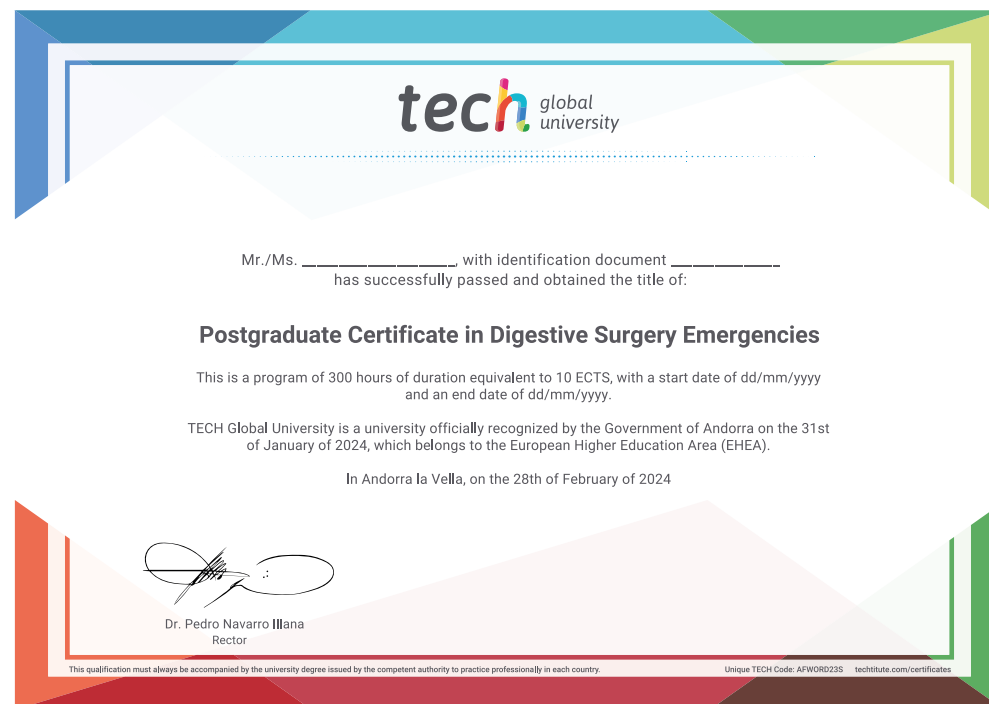 tech global
university
Mr./Ms. ____________________, with identification document ______________
has successfully passed and obtained the title of:
Postgraduate Certificate in Digestive Surgery Emergencies
This is a program of 300 hours of duration equivalent to 10 ECTS, with a start date of dd/mm/yyyy
and an end date of dd/mm/yyyy.
TECH Global University is a university officially recognized by the Government of Andorra on the 31st
of January of 2024, which belongs to the European Higher Education Area (EHEA).
In Andorra la Vella, on the 28th of February of 2024
Dr. Pedro Navarro Illana
Rector
This qualification must always be accompanied by the university degree issued by the competent authority to practice professionally in each country.
Unique TECH Code: AFWORD23S techtitute.com/certificates